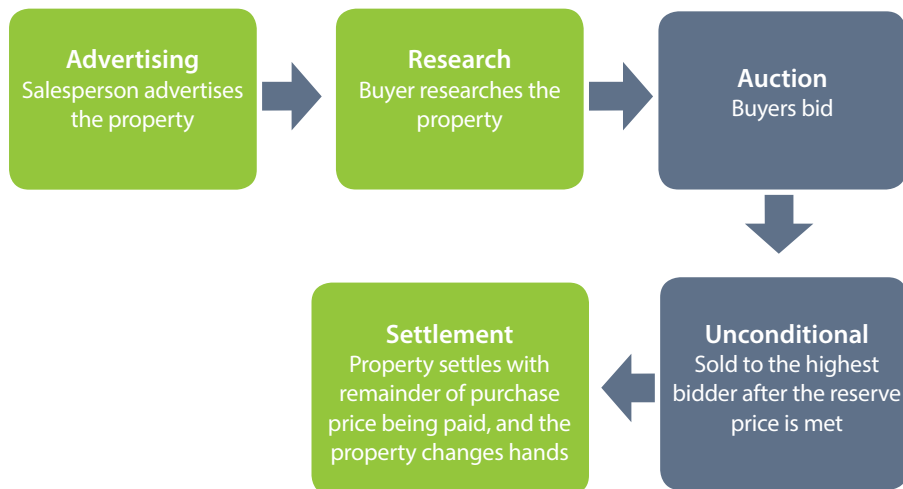 Advertising
Salesperson advertises
the property
Research
Buyer researches the
property
Auction
Buyers bid
Unconditional
Sold to the highest
bidder after the reserve
price is met
Settlement
Property settles with
remainder of purchase
price being paid, and the
property changes hands